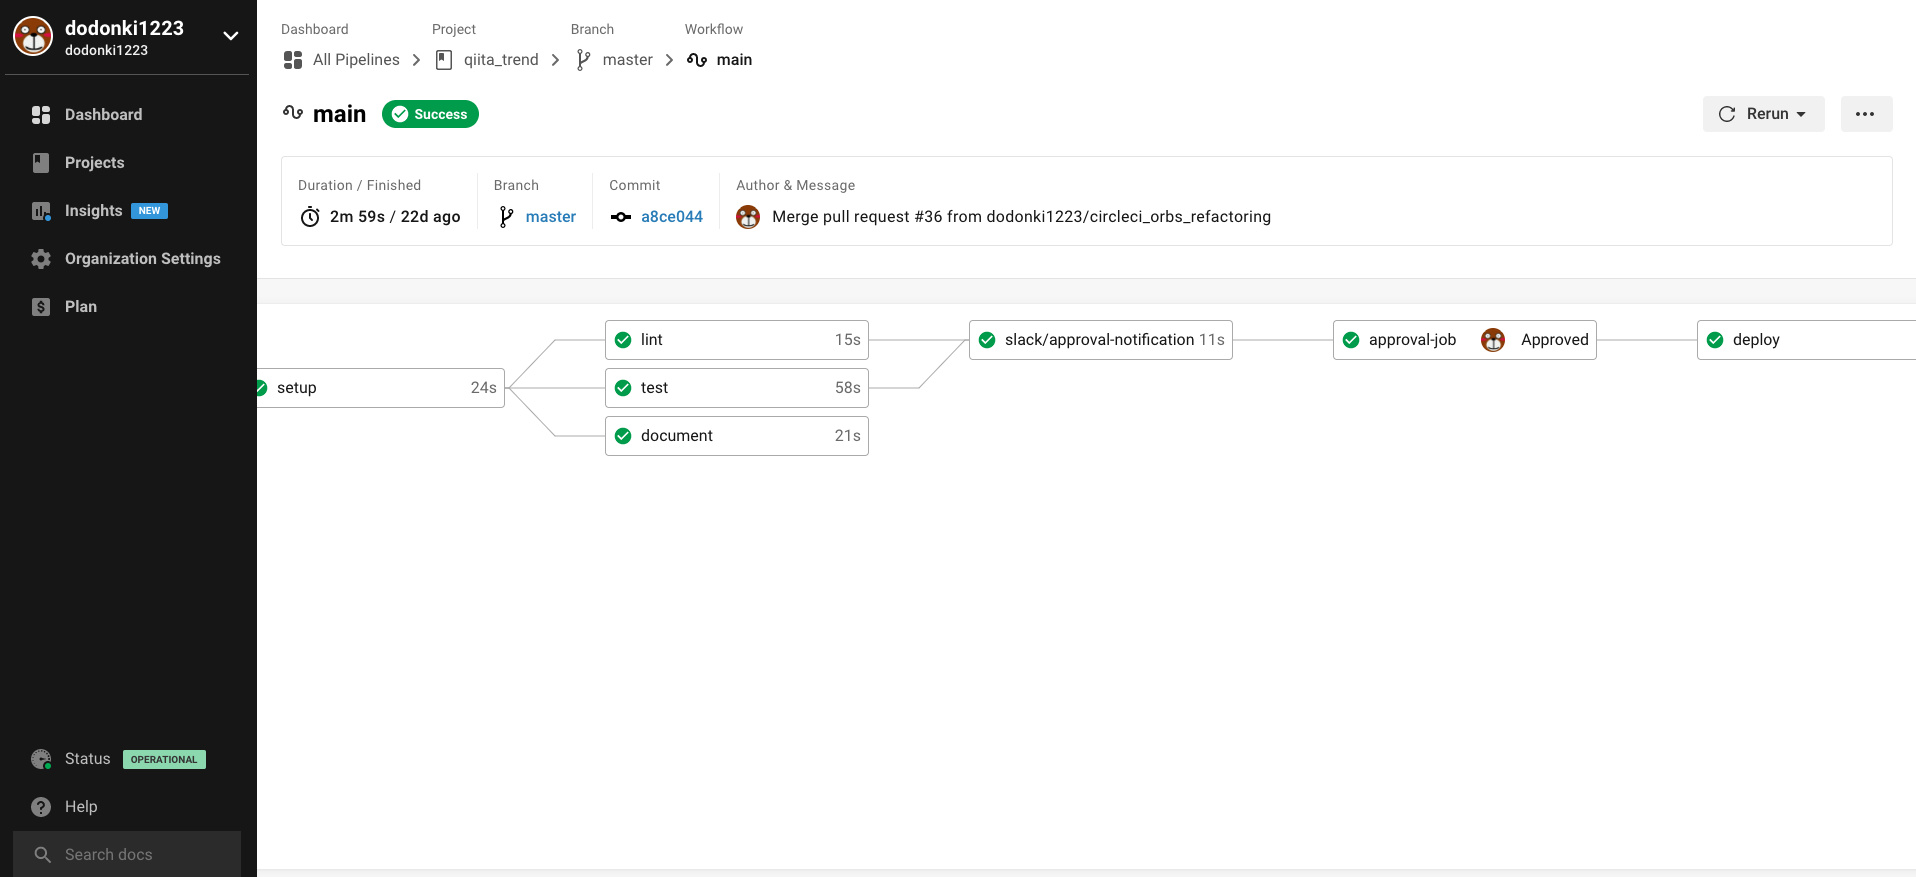 dodonki1223
dodonki1223
Dashboard
Projects
Insights NEW
Organization Settings
Plan
Status OPERATIONAL
Help
Search docs
Dashboard Project Branch Workflow
All Pipelines qiita_trend master main
main Success
Rerun
Duration / Finished Branch Commit Author & Message
2m 59s / 22d ago master a8ce044 Merge pull request #36 from dodonki1223/circleci_orbs_refactoring
lint 15s slack/approval-notification 11s approval-job Approved deploy
setup 24s test 58s
document 21s